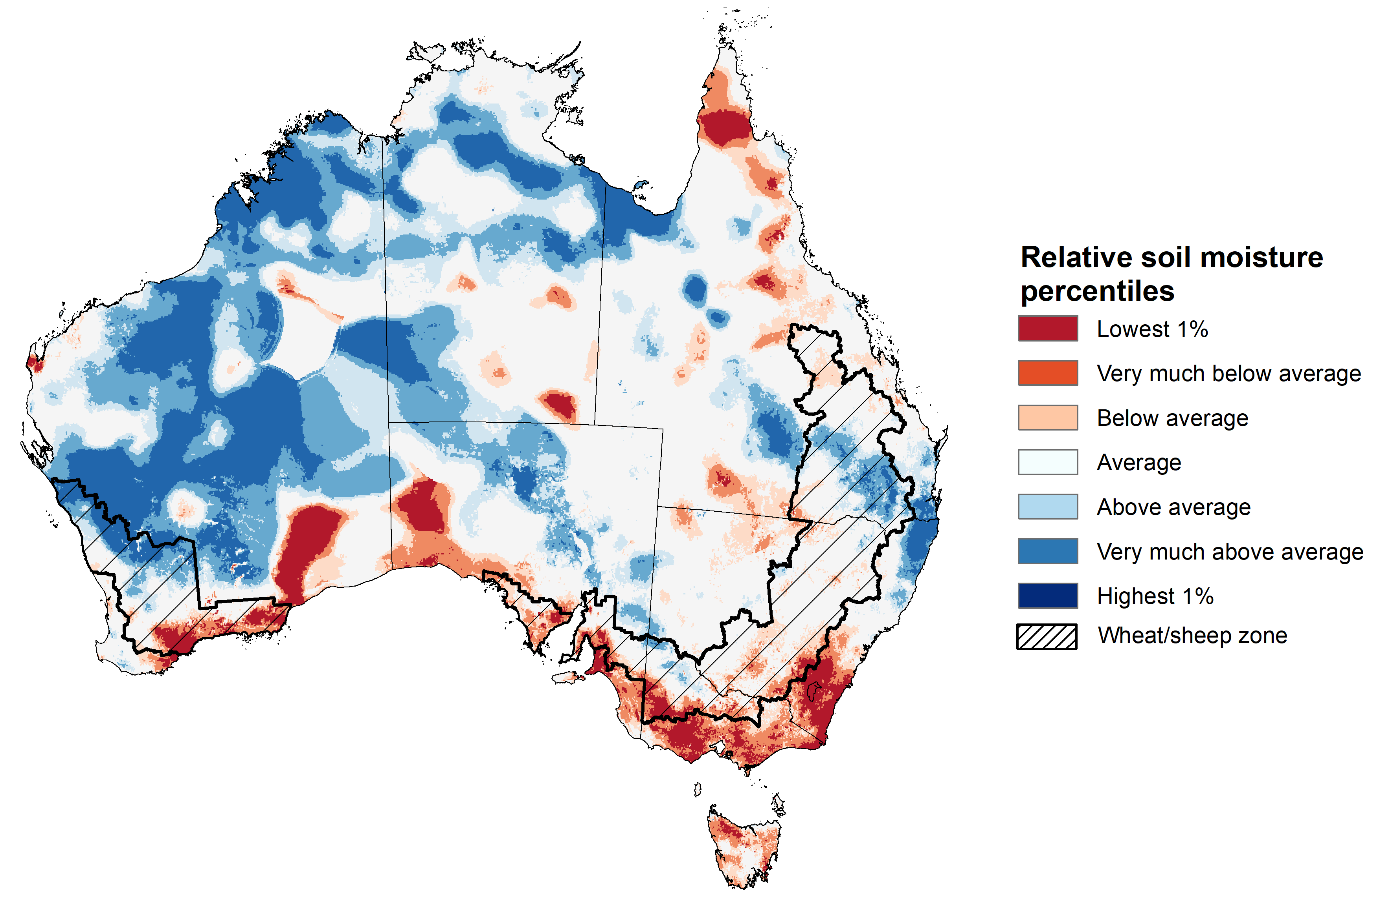 Relative soil moisture
percentiles
Lowest 1%
Very much below average
Below average
Average
Above average
Very much above average
Highest 1%
Wheat/sheep zone